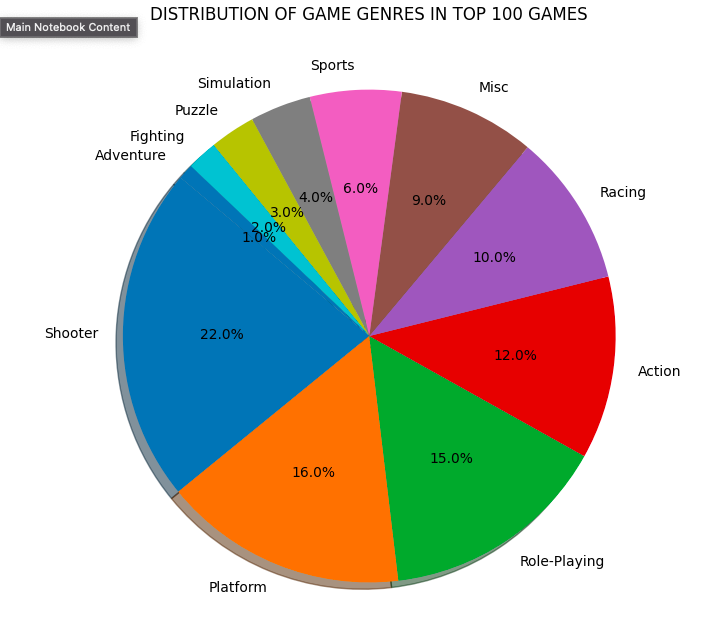 DISTRIBUTION OF GAME GENRES IN TOP 100 GAMES
Main Notebook Content
Sports
Misc
Simulation
Puzzle
Fighting
Adventure
Racing
6.0%
4.0%
9.0%
3.0%
2.0%
1.0%
10.0%
Shooter
22.0%
12.0%
Action
15.0%
16.0%
Role-Playing
Platform